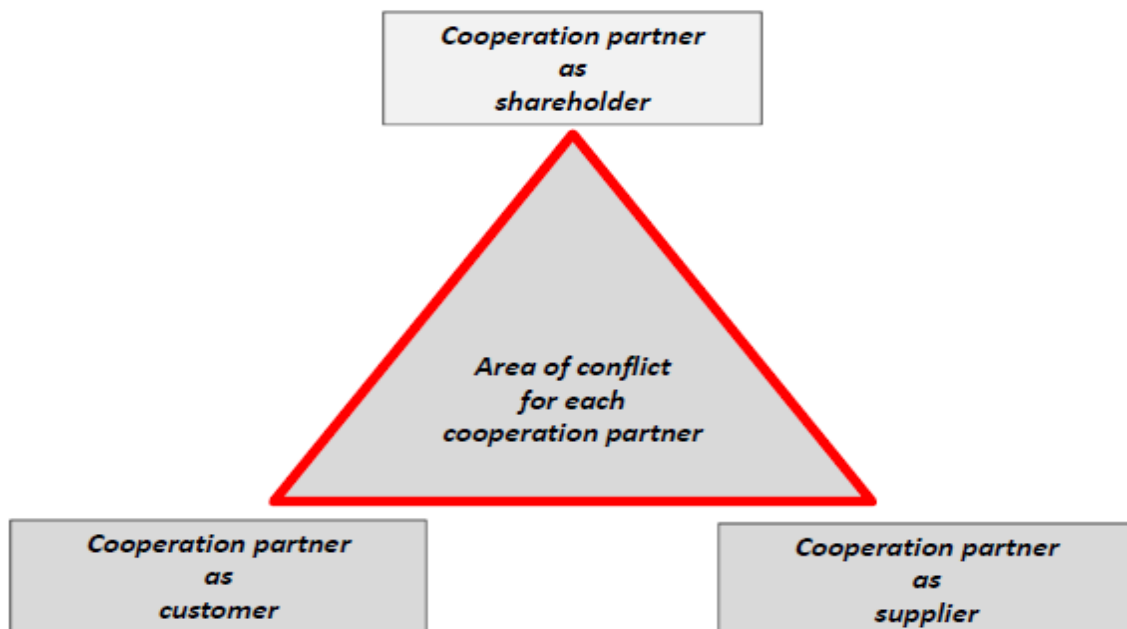 Cooperation partner
as
shareholder
Area of conflict
for each
cooperation partner
Cooperation partner
as
customer
Cooperation partner
as
supplier